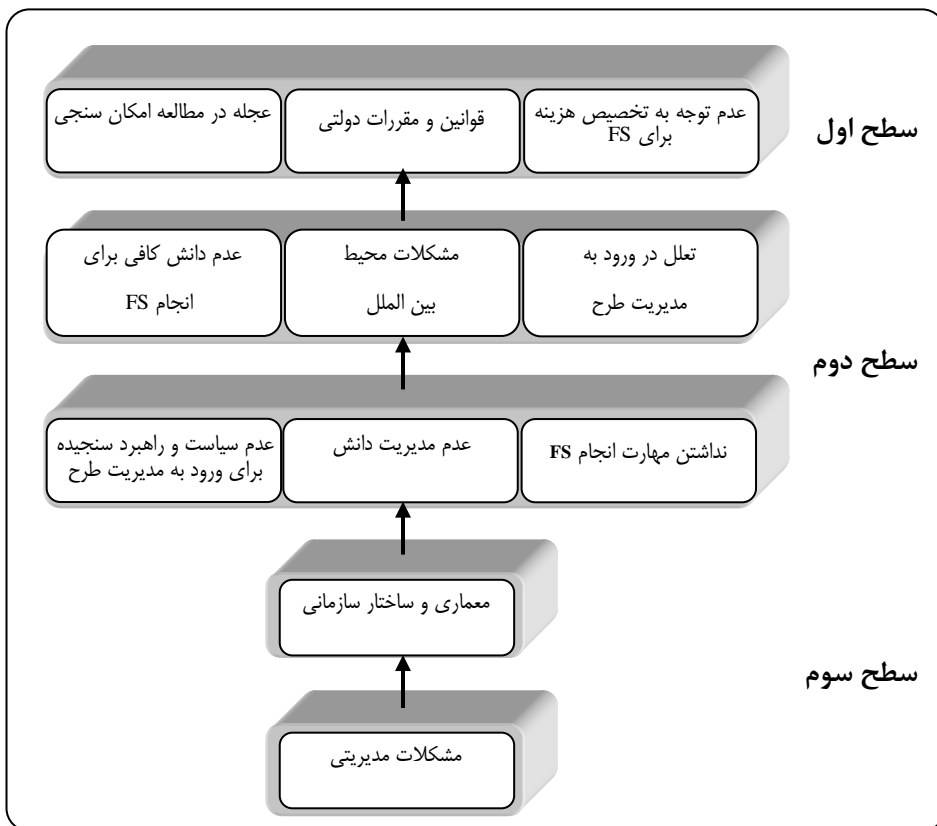 سطح اول
عدم توجه به تخصیص هزینه
برای FS
قوانین و مقررات دولتی
عجله در مطالعه امکان سنجی
تعلل در ورود به
مدیریت طرح
مشکلات محیط
بین الملل
عدم دانش کافی برای
انجام FS
سطح دوم
نداشتن مهارت انجام FS
عدم مدیریت دانش
عدم سیاست و راهبرد سنجیده
برای ورود به مدیریت طرح
معماری و ساختار سازمانی
سطح سوم
مشکلات مدیریتی